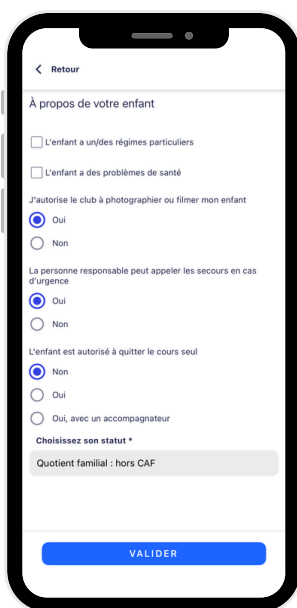 Retour
À propos de votre enfant
L'enfant a un/des régimes particuliers
L'enfant a des problèmes de santé
J'autorise le club à photographier ou filmer mon enfant
Oui
Non
La personne responsable peut appeler les secours en cas
d'urgence
Oui
Non
L'enfant est autorisé à quitter le cours seul
Non
Oui
Oui, avec un accompagnateur
Choisissez son statut *
Quotient familial : hors CAF
VALIDER